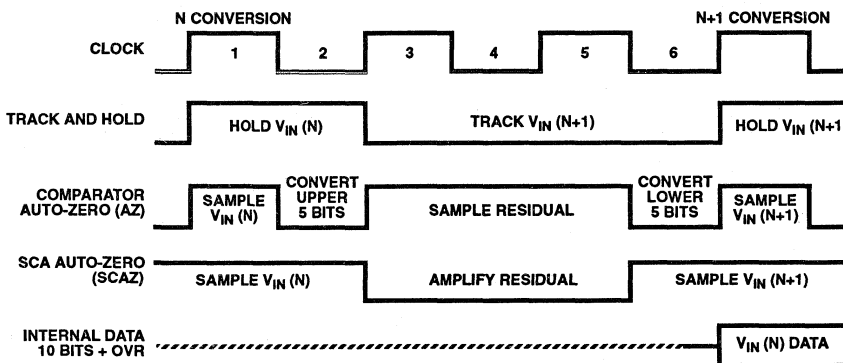 N CONVERSION
N+1 CONVERSION
CLOCK
1
2
3
4
5
6
TRACK AND HOLD
HOLD VIN (N)
TRACK VIN (N+1)
HOLD VIN (N+1
COMPARATOR
AUTO-ZERO (AZ)
SAMPLE
VIN (N)
CONVERT
UPPER
5 BITS
SAMPLE RESIDUAL
CONVERT
LOWER
5 BITS
SAMPLE
VIN (N+1)
SCA AUTO-ZERO
(SCAZ)
SAMPLE VIN (N)
AMPLIFY RESIDUAL
SAMPLE VIN (N+1)
INTERNAL DATA
10 BITS + OVR
VIN (N) DATA